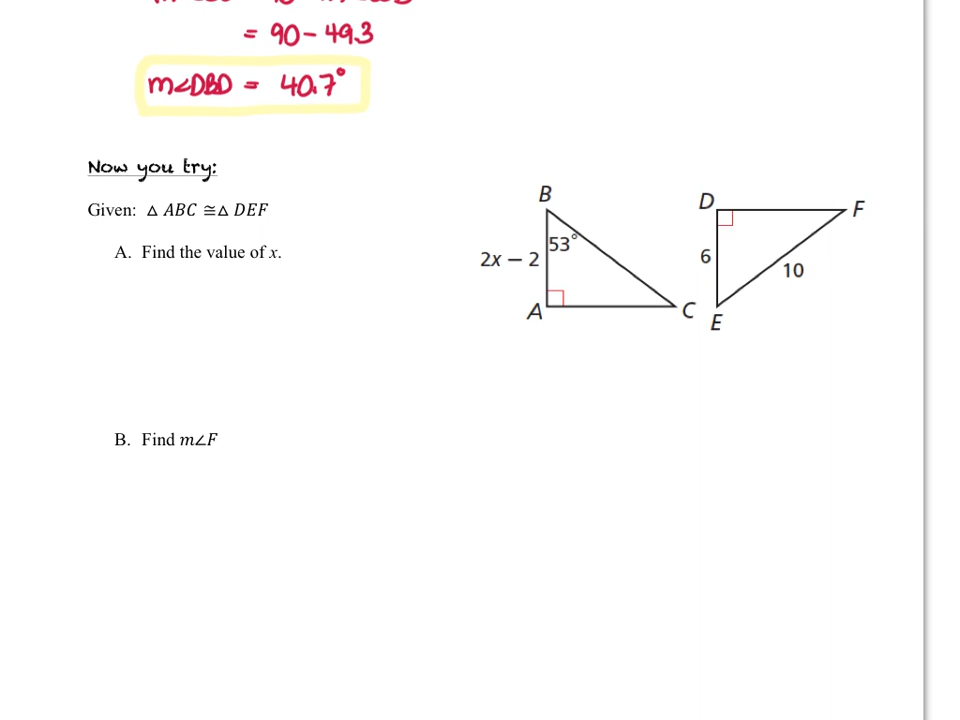 = 90 - 49.3
m∠DBD = 40.7°
Now you try:
Given: △ ABC ≅△ DEF
A. Find the value of x.
B
53°
2x – 2
A
C
D
F
6
10
E
B. Find m∠F